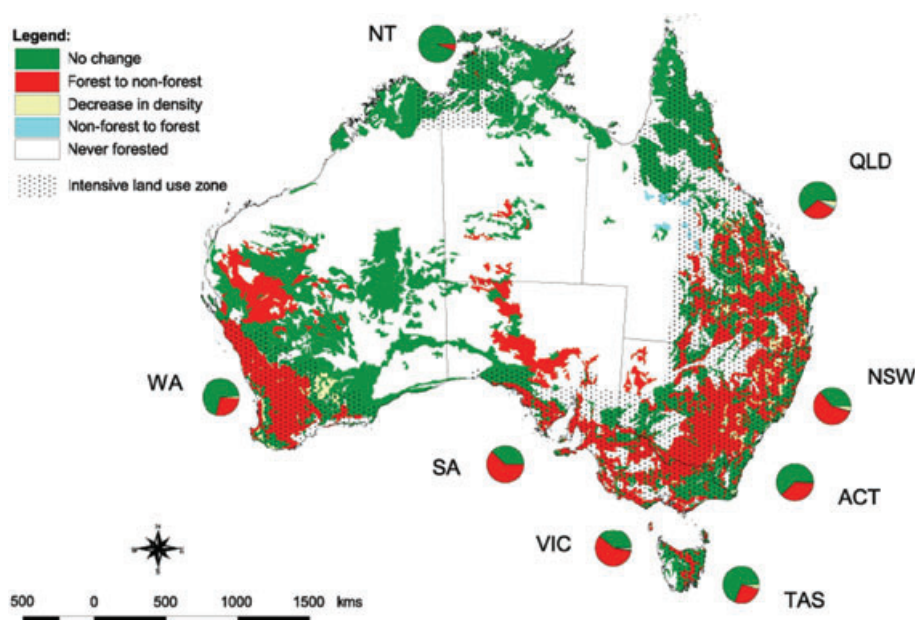 NT
Legend:
No change
Forest to non-forest
Decrease in density
Non-forest to forest
Never forested
Intensive land use zone
QLD
WA
NSW
SA
ACT
VIC
TAS
N
W E
S
500 0 500 1000 1500 kms